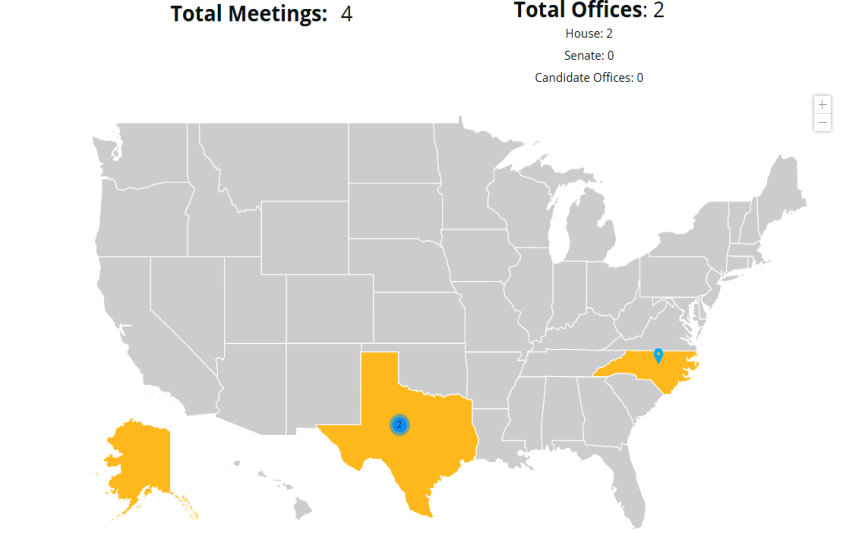 Total Meetings: 4
Total Offices: 2
House: 2
Senate: 0
Candidate Offices: 0
+
−
2